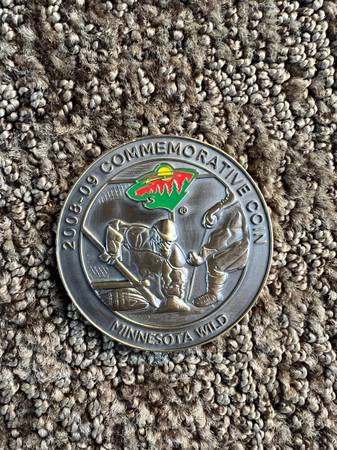 2008-09 COMMEMORATIVE COIN
®
MINNESOTA WILD